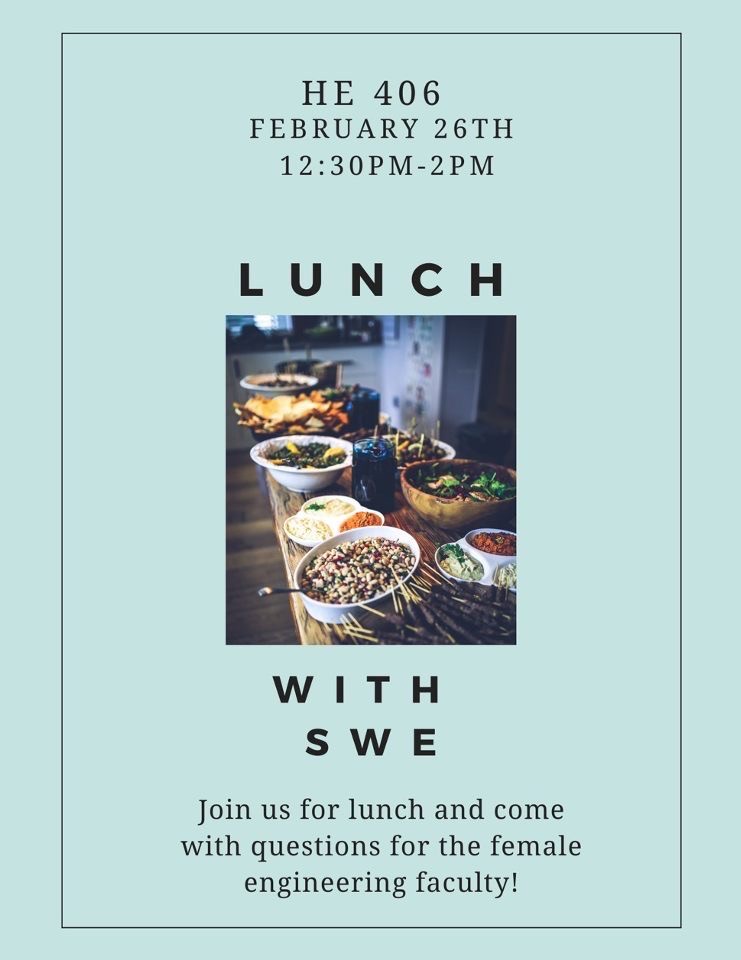 HE 406
FEBRUARY 26TH
12:30PM-2PM
LUNCH
WITH
SWE
Join us for lunch and come
with questions for the female
engineering faculty!